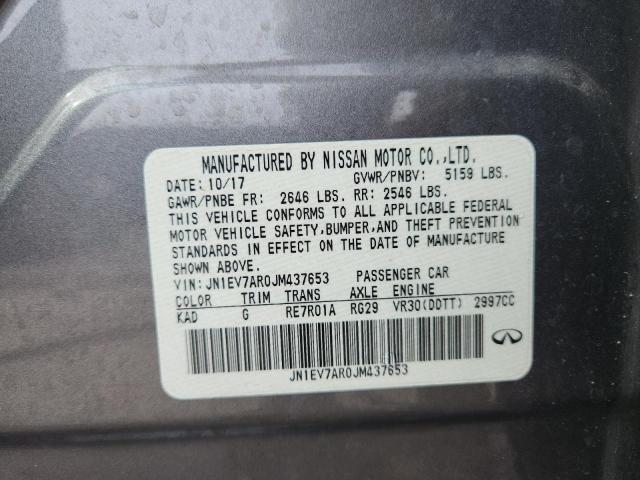 MANUFACTURED BY NISSAN MOTOR CO.,LTD.
DATE: 10/17 GVWR/PNBV: 5159 LBS.
GAWR/PNBE FR: 2646 LBS. RR: 2546 LBS.
THIS VEHICLE CONFORMS TO ALL APPLICABLE FEDERAL
MOTOR VEHICLE SAFETY,BUMPER,AND THEFT PREVENTION
STANDARDS IN EFFECT ON THE DATE OF MANUFACTURE
SHOWN ABOVE.
VIN: JN1EV7AR0JM437653 PASSENGER CAR
COLOR TRIM TRANS AXLE ENGINE
KAD G RE7R01A RG29 VR30(DDTT) 2997CC
JN1EV7AR0JM437653